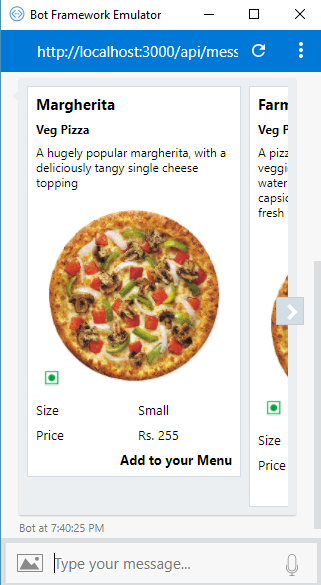 Bot Framework Emulator
http://localhost:3000/api/mess
Margherita
Veg Pizza
A hugely popular margherita, with a
deliciously tangy single cheese
topping
Size Small
Price Rs. 255
Add to your Menu
Farm
Veg P
A pizz
veggi
water
capsic
fresh
Size
Price
Bot at 7:40:25 PM
Type your message...